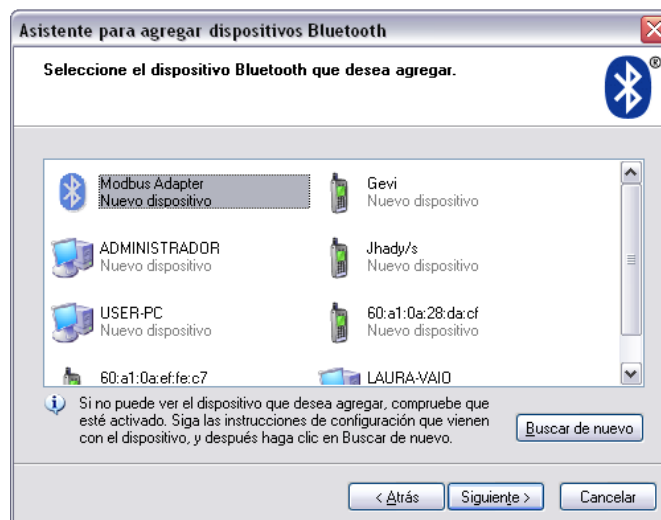 Asistente para agregar dispositivos Bluetooth
Seleccione el dispositivo Bluetooth que desea agregar.
®
Modbus Adapter
Nuevo dispositivo
Gevi
Nuevo dispositivo
ADMINISTRADOR
Nuevo dispositivo
Jhady/s
Nuevo dispositivo
USER-PC
Nuevo dispositivo
60:a1:0a:28:da:cf
Nuevo dispositivo
60:a1:0a:ef:fe:c7
LAURA-VAIO
Si no puede ver el dispositivo que desea agregar, compruebe que
esté activado. Siga las instrucciones de configuración que vienen
con el dispositivo, y después haga clic en Buscar de nuevo.
Buscar de nuevo
< Atrás
Siguiente >
Cancelar